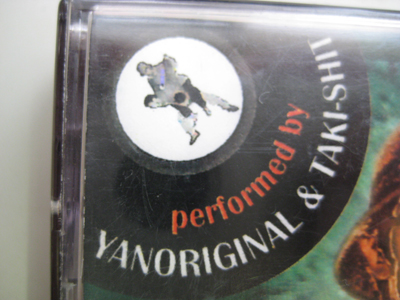 performed by
YANORIGINAL & TAKI-SHIT